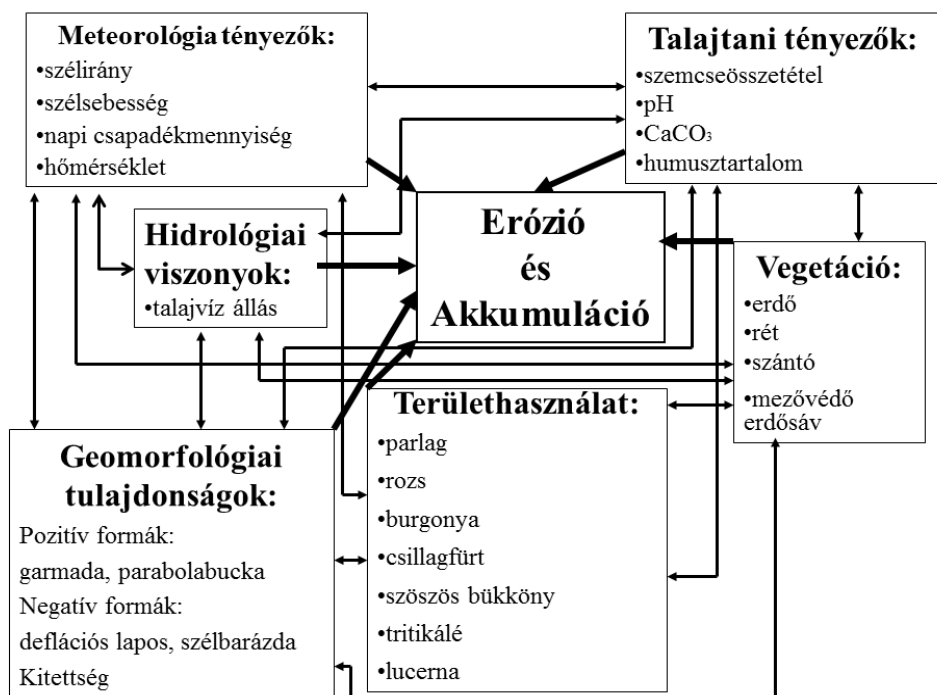 Meteorológia tényezők:
•szélirány
•szélsebesség
•napi csapadékmennyiség
•hőmérséklet
Talajtani tényezők:
•szemcseösszetétel
•pH
•CaCO₃
•humusztartalom
Erózió
és
Akkumuláció
Hidrológiai
viszonyok:
•talajvíz állás
Vegetáció:
•erdő
•rét
•szántó
•mezővédő
erdősáv
Területhasználat:
•parlag
•rozs
•burgonya
•csillagfürt
•szöszös bükköny
•tritikálé
•lucerna
Geomorfológiai
tulajdonságok:
Pozitív formák:
garmada, parabolabucka
Negatív formák:
deflációs lapos, szélbarázda
Kitettség